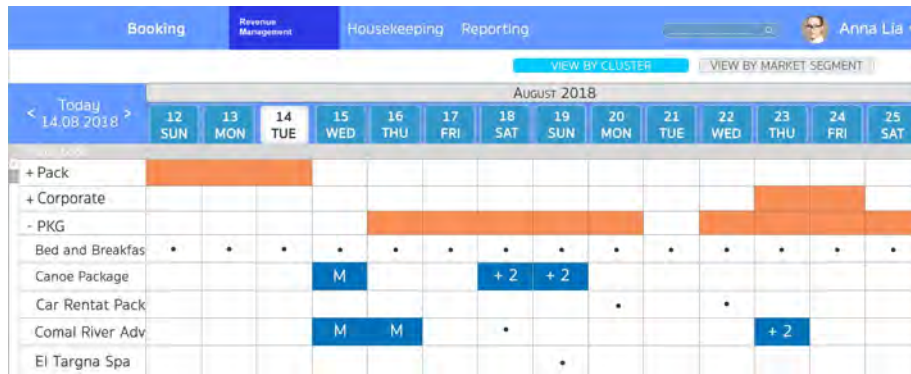 Booking
Revenue
Management
Housekeeping
Reporting
Anna Lia
VIEW BY CLUSTER
VIEW BY MARKET SEGMENT
August 2018
< Today >
14.08.2018
12 13 14 15 16 17 18 19 20 21 22 23 24 25
SUN MON TUE WED THU FRI SAT SUN MON TUE WED THU FRI SAT
+ Pack
+ Corporate
- PKG
Bed and Breakfas
Canoe Package M + 2 + 2
Car Rentat Pack
Comal River Adv M M + 2
El Targna Spa